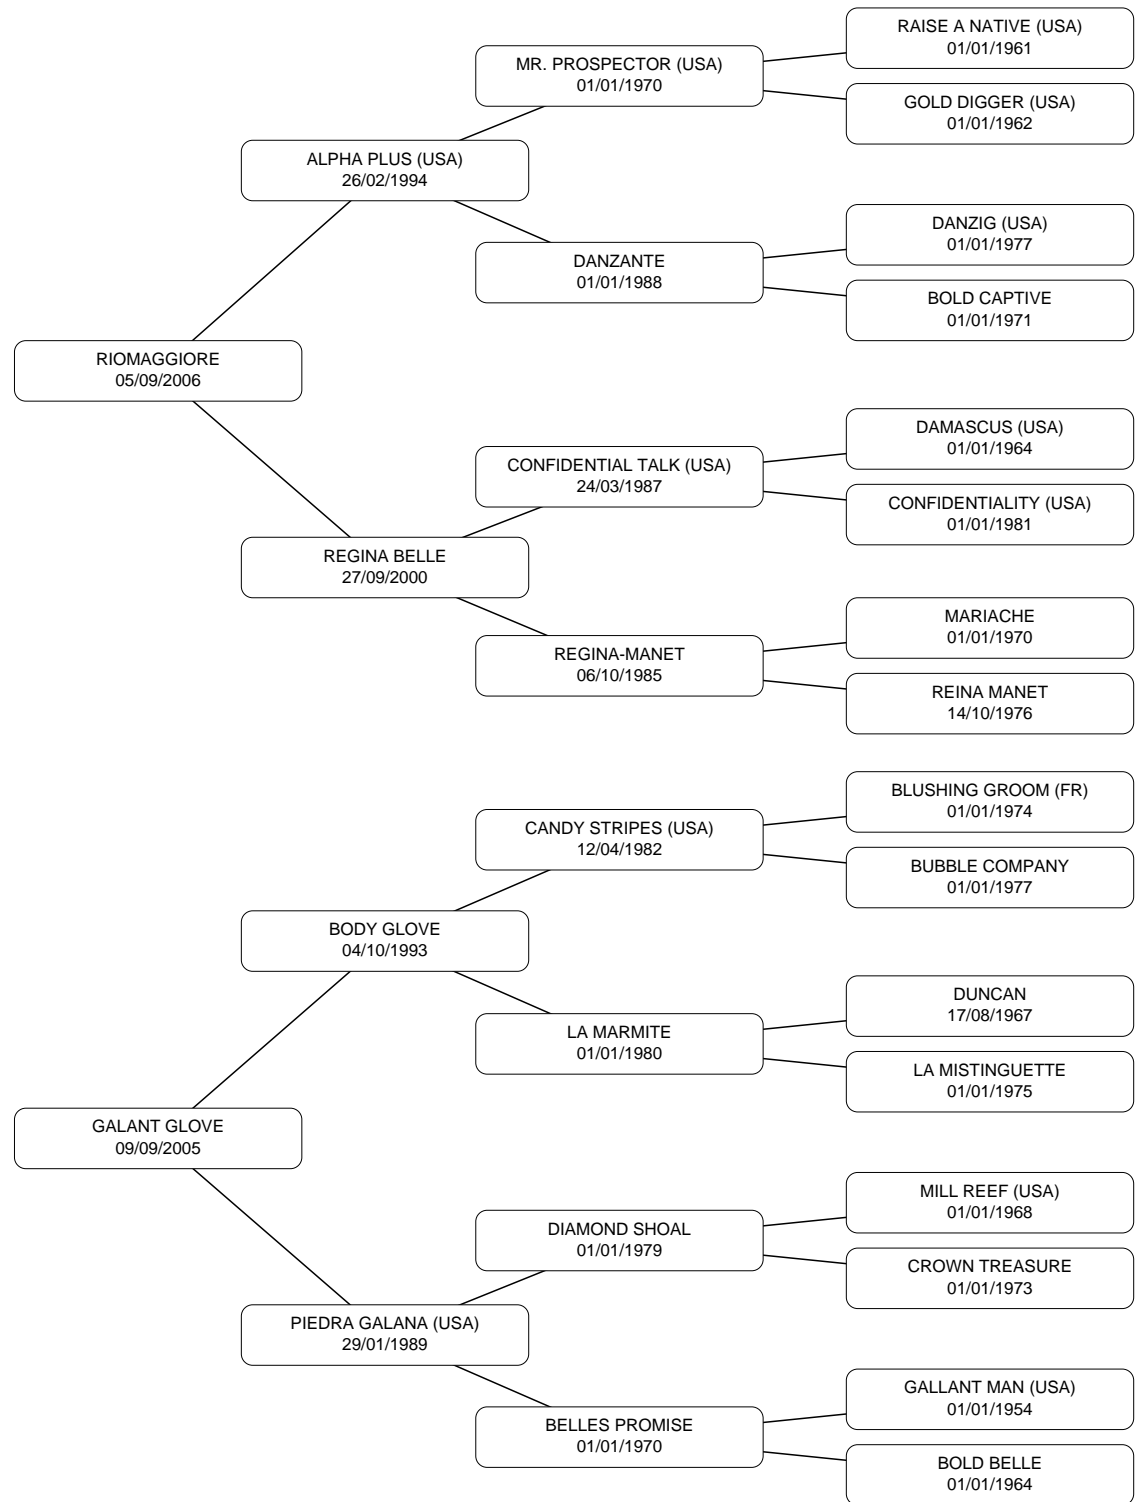 RAISE A NATIVE (USA)
01/01/1961
MR. PROSPECTOR (USA)
01/01/1970
GOLD DIGGER (USA)
01/01/1962
ALPHA PLUS (USA)
26/02/1994
DANZIG (USA)
01/01/1977
DANZANTE
01/01/1988
BOLD CAPTIVE
01/01/1971
RIOMAGGIORE
05/09/2006
DAMASCUS (USA)
01/01/1964
CONFIDENTIAL TALK (USA)
24/03/1987
CONFIDENTIALITY (USA)
01/01/1981
REGINA BELLE
27/09/2000
MARIACHE
01/01/1970
REGINA-MANET
06/10/1985
REINA MANET
14/10/1976
BLUSHING GROOM (FR)
01/01/1974
CANDY STRIPES (USA)
12/04/1982
BUBBLE COMPANY
01/01/1977
BODY GLOVE
04/10/1993
DUNCAN
17/08/1967
LA MARMITE
01/01/1980
LA MISTINGUETTE
01/01/1975
GALANT GLOVE
09/09/2005
MILL REEF (USA)
01/01/1968
DIAMOND SHOAL
01/01/1979
CROWN TREASURE
01/01/1973
PIEDRA GALANA (USA)
29/01/1989
GALLANT MAN (USA)
01/01/1954
BELLES PROMISE
01/01/1970
BOLD BELLE
01/01/1964